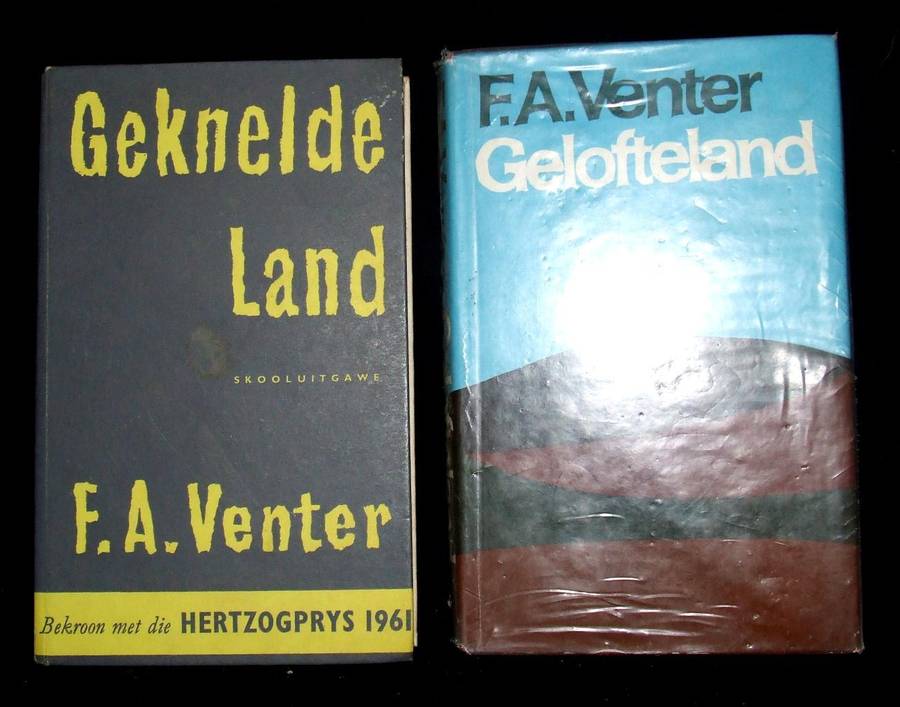 Geknelde
Land
SKOOLUITGAWE
F.A.Venter
Bekroon met die HERTZOGPRYS 1961
F.A.Venter
Gelofteland